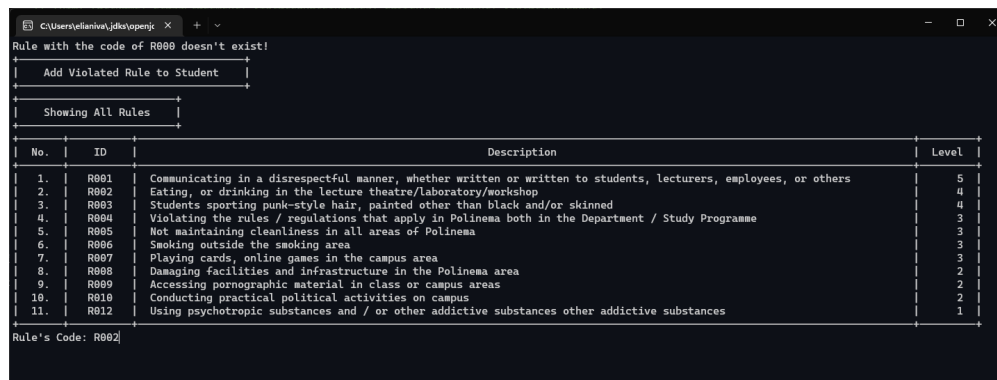 C:\Users\elianiva\.jdks\openjc
Rule with the code of R000 doesn't exist!
Add Violated Rule to Student
Showing All Rules
No. | ID | Description | Level
1. | R001 | Communicating in a disrespectful manner, whether written or written to students, lecturers, employees, or others | 5
2. | R002 | Eating, or drinking in the lecture theatre/laboratory/workshop | 4
3. | R003 | Students sporting punk-style hair, painted other than black and/or skinned | 4
4. | R004 | Violating the rules / regulations that apply in Polinema both in the Department / Study Programme | 3
5. | R005 | Not maintaining cleanliness in all areas of Polinema | 3
6. | R006 | Smoking outside the smoking area | 3
7. | R007 | Playing cards, online games in the campus area | 3
8. | R008 | Damaging facilities and infrastructure in the Polinema area | 2
9. | R009 | Accessing pornographic material in class or campus areas | 2
10. | R010 | Conducting practical political activities on campus | 2
11. | R012 | Using psychotropic substances and / or other addictive substances other addictive substances | 1
Rule's Code: R002